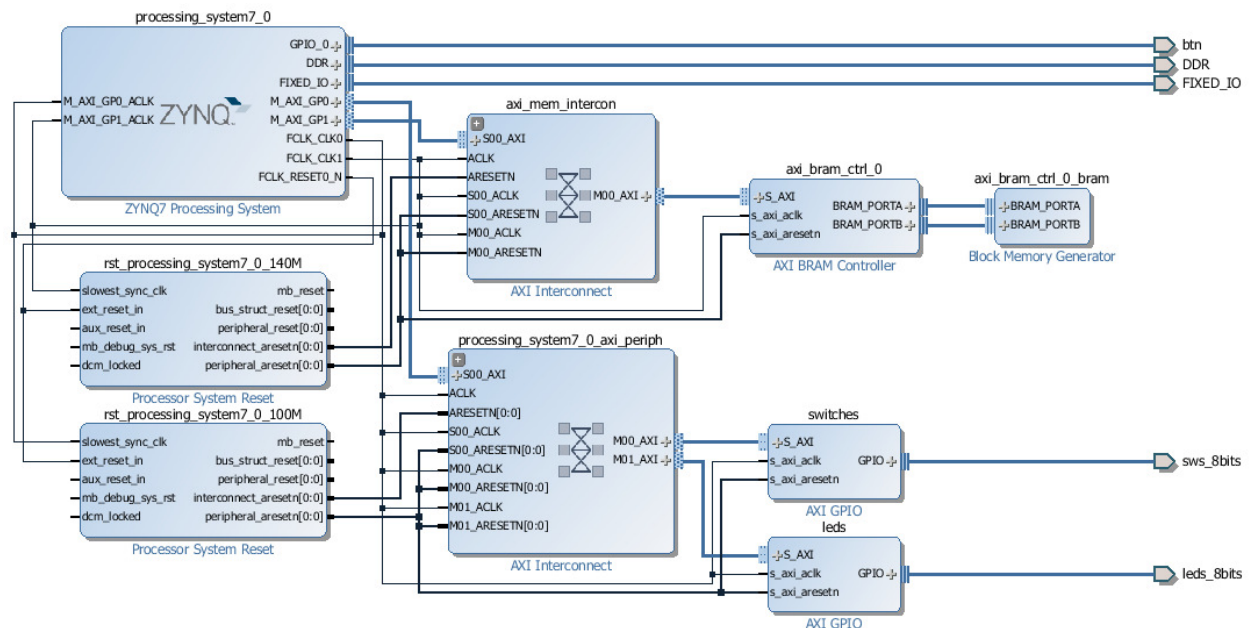 processing_system7_0
GPIO_0
DDR
FIXED_IO
M_AXI_GP0_ACLK
M_AXI_GP0
M_AXI_GP1_ACLK
M_AXI_GP1
ZYNQ
FCLK_CLK0
FCLK_CLK1
FCLK_RESET0_N
ZYNQ7 Processing System
btn
DDR
FIXED_IO
axi_mem_intercon
S00_AXI
ACLK
ARESETN
S00_ACLK
M00_AXI
S00_ARESETN
M00_ACLK
M00_ARESETN
AXI Interconnect
axi_bram_ctrl_0
S_AXI
BRAM_PORTA
s_axi_aclk
BRAM_PORTB
s_axi_aresetn
AXI BRAM Controller
axi_bram_ctrl_0_bram
BRAM_PORTA
BRAM_PORTB
Block Memory Generator
rst_processing_system7_0_140M
slowest_sync_clk
mb_reset
ext_reset_in
bus_struct_reset[0:0]
aux_reset_in
peripheral_reset[0:0]
mb_debug_sys_rst
interconnect_aresetn[0:0]
dcm_locked
peripheral_aresetn[0:0]
Processor System Reset
rst_processing_system7_0_100M
slowest_sync_clk
mb_reset
ext_reset_in
bus_struct_reset[0:0]
aux_reset_in
peripheral_reset[0:0]
mb_debug_sys_rst
interconnect_aresetn[0:0]
dcm_locked
peripheral_aresetn[0:0]
Processor System Reset
processing_system7_0_axi_periph
S00_AXI
ACLK
ARESETN[0:0]
S00_ACLK
M00_AXI
S00_ARESETN[0:0]
M01_AXI
M00_ACLK
M00_ARESETN[0:0]
M01_ACLK
M01_ARESETN[0:0]
AXI Interconnect
switches
S_AXI
s_axi_aclk
GPIO
s_axi_aresetn
AXI GPIO
sws_8bits
leds
S_AXI
s_axi_aclk
GPIO
s_axi_aresetn
AXI GPIO
leds_8bits